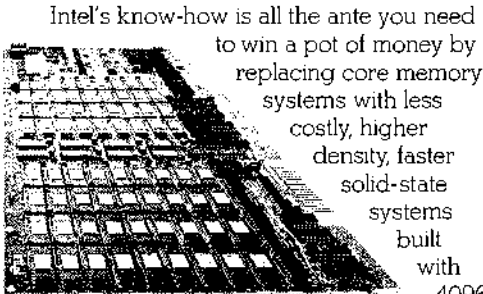 Intel's know-how is all the ante you need
to win a pot of money by
replacing core memory
systems with less
costly, higher
density, faster
solid-state
systems
built
with
4096